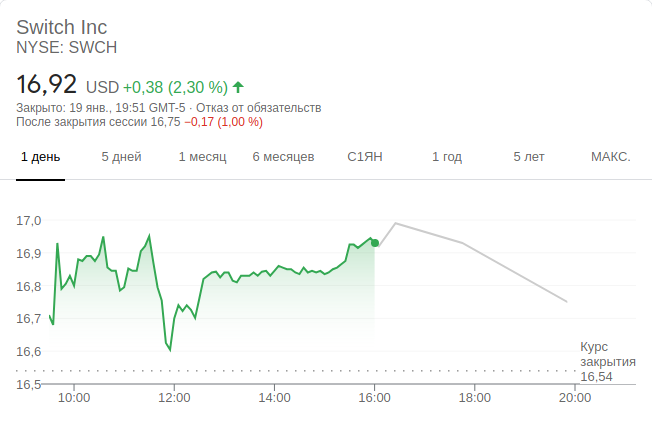 Switch Inc
NYSE: SWCH
16,92 USD +0,38 (2,30 %)
Закрыто: 19 янв., 19:51 GMT-5 · Отказ от обязательств
После закрытия сессии 16,75 −0,17 (1,00 %)
1 день 5 дней 1 месяц 6 месяцев С1ЯН 1 год 5 лет МАКС.
17,0
16,9
16,8
16,7
16,6
Курс
закрытия
16,54
16,5
10:00 12:00 14:00 16:00 18:00 20:00